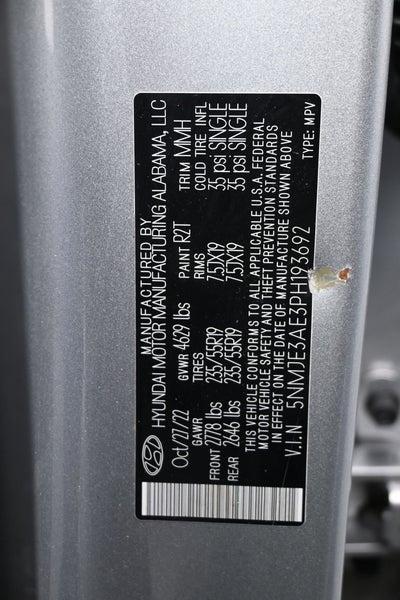 MANUFACTURED BY
HYUNDAI MOTOR MANUFACTURING ALABAMA, LLC
Oct/27/22 GVWR 4629 lbs PAINT R2T TRIM MMH
GAWR TIRES RIMS COLD TIRE INFL
FRONT 2778 lbs 235/55R19 7.5JX19 35 psi SINGLE
REAR 2646 lbs 235/55R19 7.5JX19 35 psi SINGLE
THIS VEHICLE CONFORMS TO ALL APPLICABLE U.S.A. FEDERAL
MOTOR VEHICLE SAFETY AND THEFT PREVENTION STANDARDS
IN EFFECT ON THE DATE OF MANUFACTURE SHOWN ABOVE
V.I.N 5NMJE3AE3PH193692 TYPE: MPV